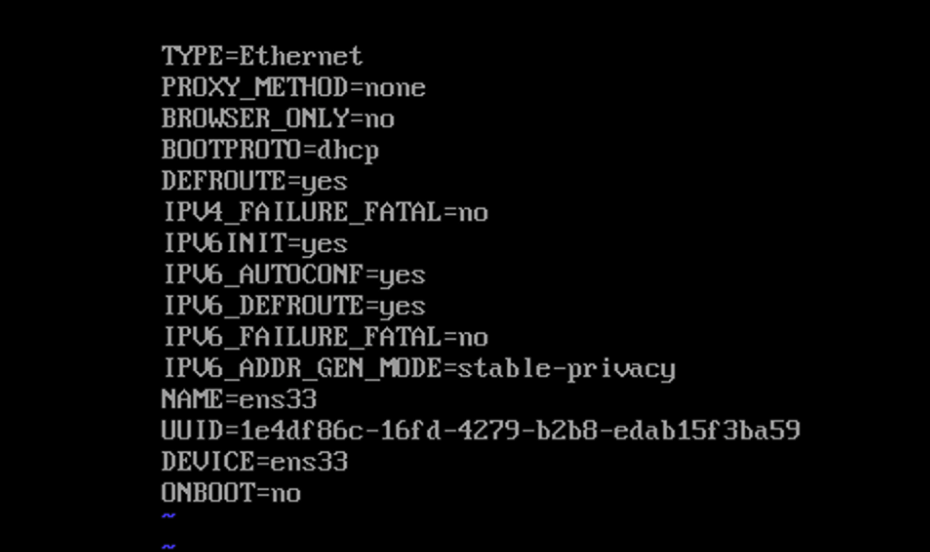 TYPE=Ethernet
PROXY_METHOD=none
BROWSER_ONLY=no
BOOTPROTO=dhcp
DEFROUTE=yes
IPV4_FAILURE_FATAL=no
IPV6INIT=yes
IPV6_AUTOCONF=yes
IPV6_DEFROUTE=yes
IPV6_FAILURE_FATAL=no
IPV6_ADDR_GEN_MODE=stable-privacy
NAME=ens33
UUID=1e4df86c-16fd-4279-b2b8-edab15f3ba59
DEVICE=ens33
ONBOOT=no
~
~